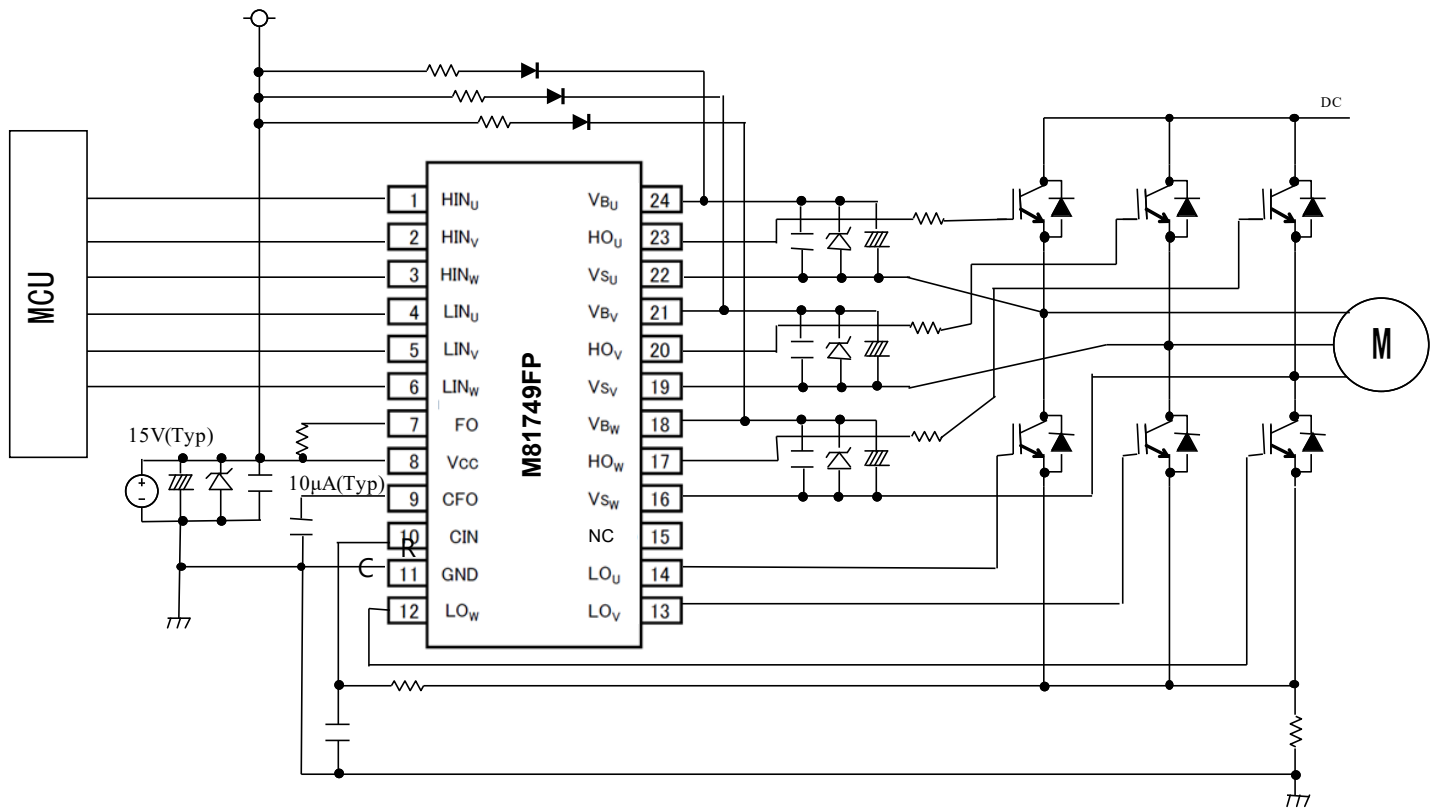 DC
MCU
1 HINU VBU 24
2 HINV HOU 23
3 HINW VSU 22
4 LINU VBV 21
5 LINV HOV 20
6 LINW VSV 19
7 FO VBW 18
8 VCC HOW 17
9 CFO VSW 16
10 CIN NC 15
11 GND LOU 14
12 LOW LOV 13
M81749FP
M
15V(Typ)
+
−
10μA(Typ)
R
C